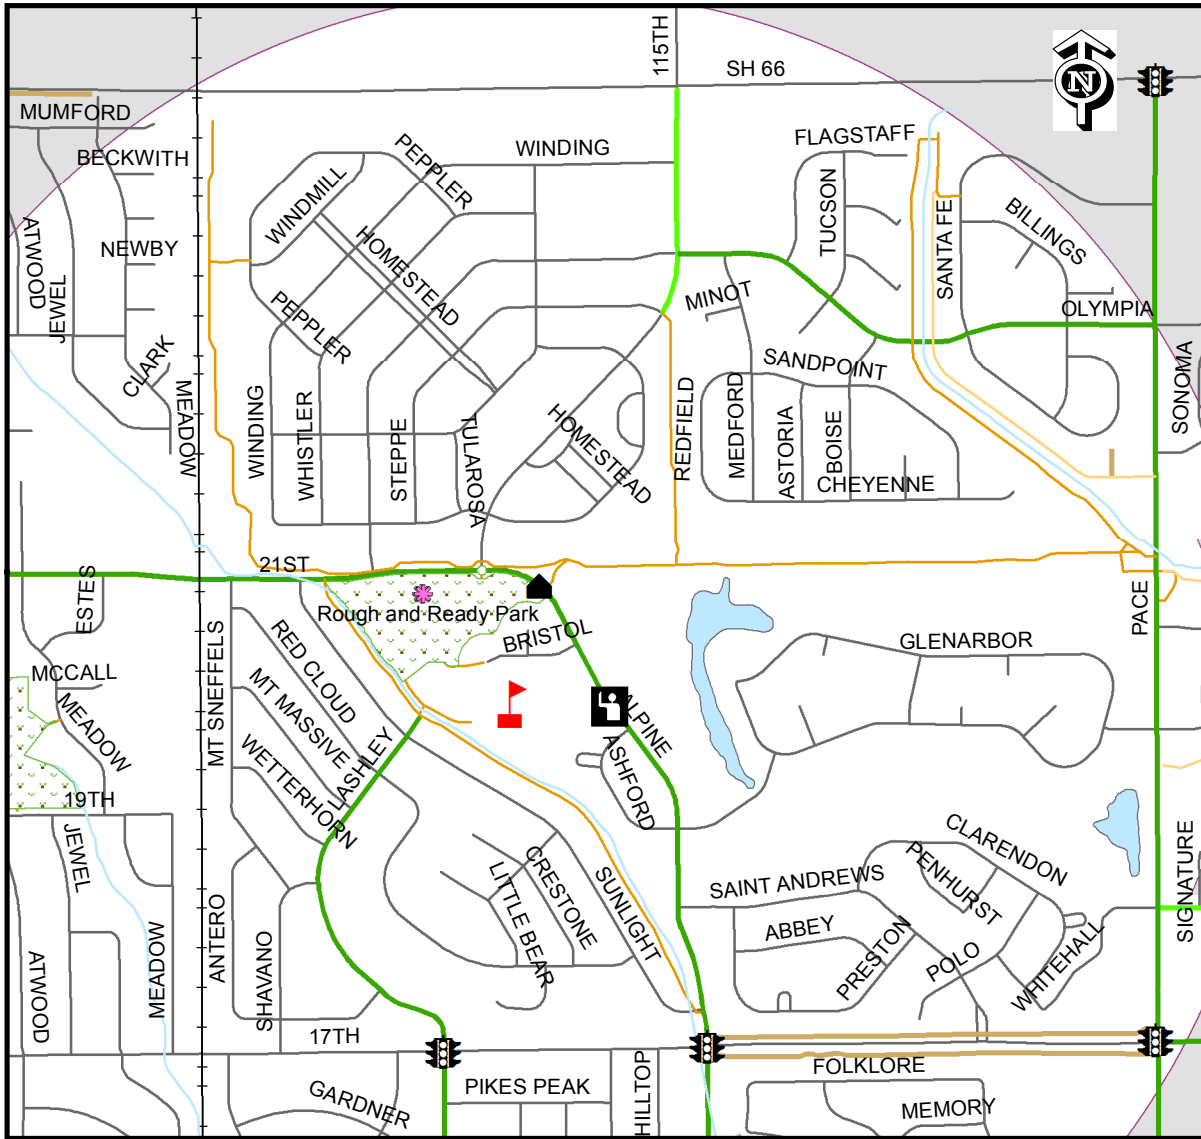 115TH
SH 66
N
MUMFORD
FLAGSTAFF
BECKWITH
PEPPLER
WINDING
WINDMILL
TUCSON
SANTA FE
BILLINGS
ATWOOD
NEWBY
HOMESTEAD
JEWEL
MINOT
OLYMPIA
PEPPLER
CLARK
SANDPOINT
SONOMA
MEADOW
WINDING
WHISTLER
STEPPE
TULAROSA
HOMESTEAD
REDFIELD
MEDFORD
ASTORIA
CBOISE
CHEYENNE
21ST
ESTES
Rough and Ready Park
PACE
BRISTOL
GLENARBOR
RED CLOUD
MT SNEFFELS
MCCALL
MT MASSIVE
MEADOW
ALPINE
WETTERHORN
LASHLEY
ASHFORD
19TH
JEWEL
CLARENDON
PENHURST
SAINT ANDREWS
CRESTONE
LITTLE BEAR
SUNLIGHT
ABBEY
SIGNATURE
ANTERO
SHAVANO
PRESTON
POLO
WHITEHALL
ATWOOD
MEADOW
17TH
FOLKLORE
PIKES PEAK
HILLTOP
GARDNER
MEMORY